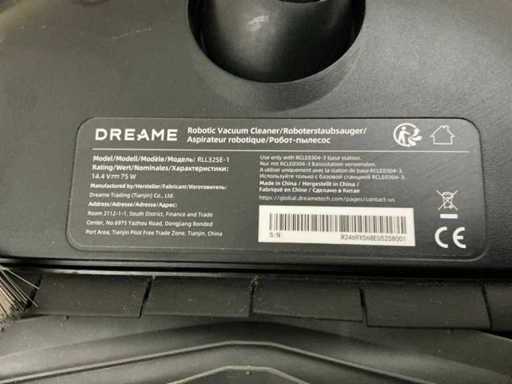 DREAME
Robotic Vacuum Cleaner/Roboterstaubsauger/
Aspirateur robotique/Робот-пылесос
Model/Modell/Modèle/Модель: RLL32SE-1
Rating/Wert/Nominales/Характеристики:
14.4 V⎓ 75 W
Manufactured by/Hersteller/Fabricant/Изготовитель:
Dreame Trading (Tianjin) Co., Ltd.
Address/Adresse/Adresse/Адрес:
Room 2112-1-1, South District, Finance and Trade
Center, No.6975 Yazhou Road, Dongjiang Bonded
Port Area, Tianjin Pilot Free Trade Zone, Tianjin, China
Use only with RCLE0304-3 base station.
Nur mit RCLE0304-3 Basisstation verwenden.
À utiliser uniquement avec la station de base RCLE0304-3.
Используйте только с базовой станцией RCLE0304-3.
Made in China / Hergestellt in China /
Fabriqué en Chine / Сделано в Китае
https://global.dreametech.com/pages/contact-us
S/N:
CE